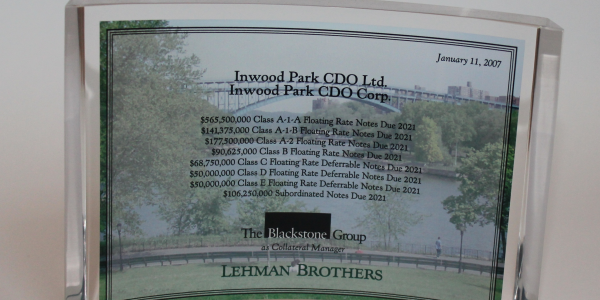 January 11, 2007
Inwood Park CDO Ltd.
Inwood Park CDO Corp.
$565,500,000 Class A-1-A Floating Rate Notes Due 2021
$141,375,000 Class A-1-B Floating Rate Notes Due 2021
$177,500,000 Class A-2 Floating Rate Notes Due 2021
$90,625,000 Class B Floating Rate Notes Due 2021
$68,750,000 Class C Floating Rate Deferrable Notes Due 2021
$50,000,000 Class D Floating Rate Deferrable Notes Due 2021
$50,000,000 Class E Floating Rate Deferrable Notes Due 2021
$106,250,000 Subordinated Notes Due 2021
The Blackstone Group
as Collateral Manager
LEHMAN BROTHERS